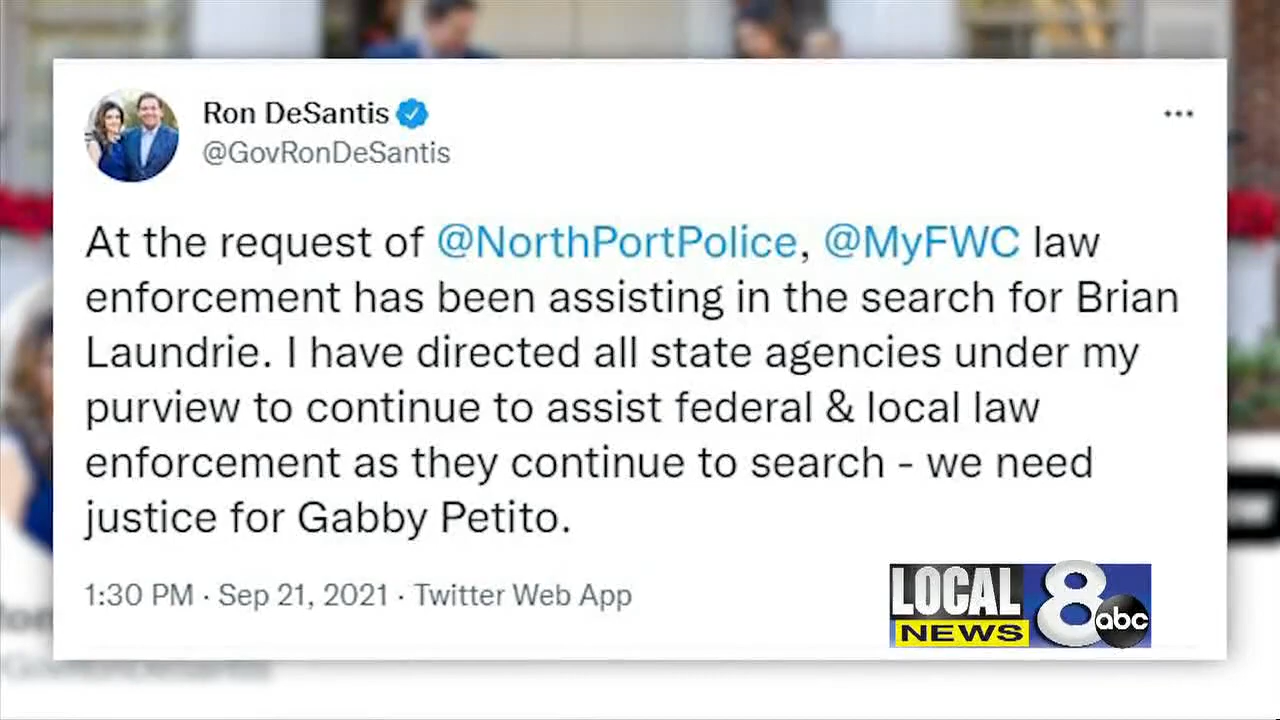 Ron DeSantis
@GovRonDeSantis
At the request of @NorthPortPolice, @MyFWC law
enforcement has been assisting in the search for Brian
Laundrie. I have directed all state agencies under my
purview to continue to assist federal & local law
enforcement as they continue to search - we need
justice for Gabby Petito.
1:30 PM · Sep 21, 2021 · Twitter Web App
LOCAL
NEWS
8
abc